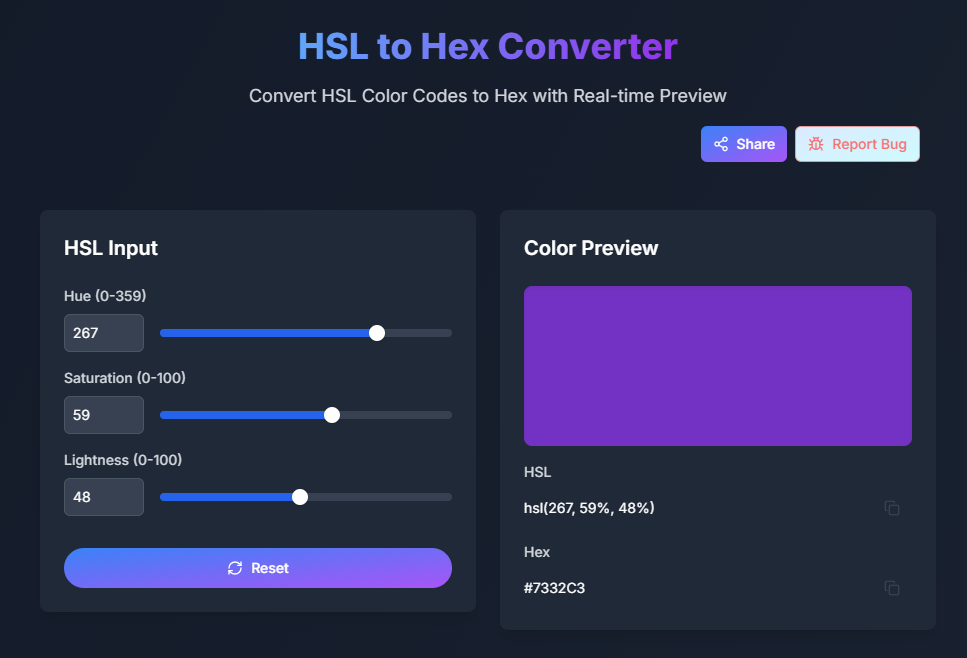 HSL to Hex Converter
Convert HSL Color Codes to Hex with Real-time Preview
Share
Report Bug
HSL Input
Hue (0-359)
267
Saturation (0-100)
59
Lightness (0-100)
48
Reset
Color Preview
HSL
hsl(267, 59%, 48%)
Hex
#7332C3